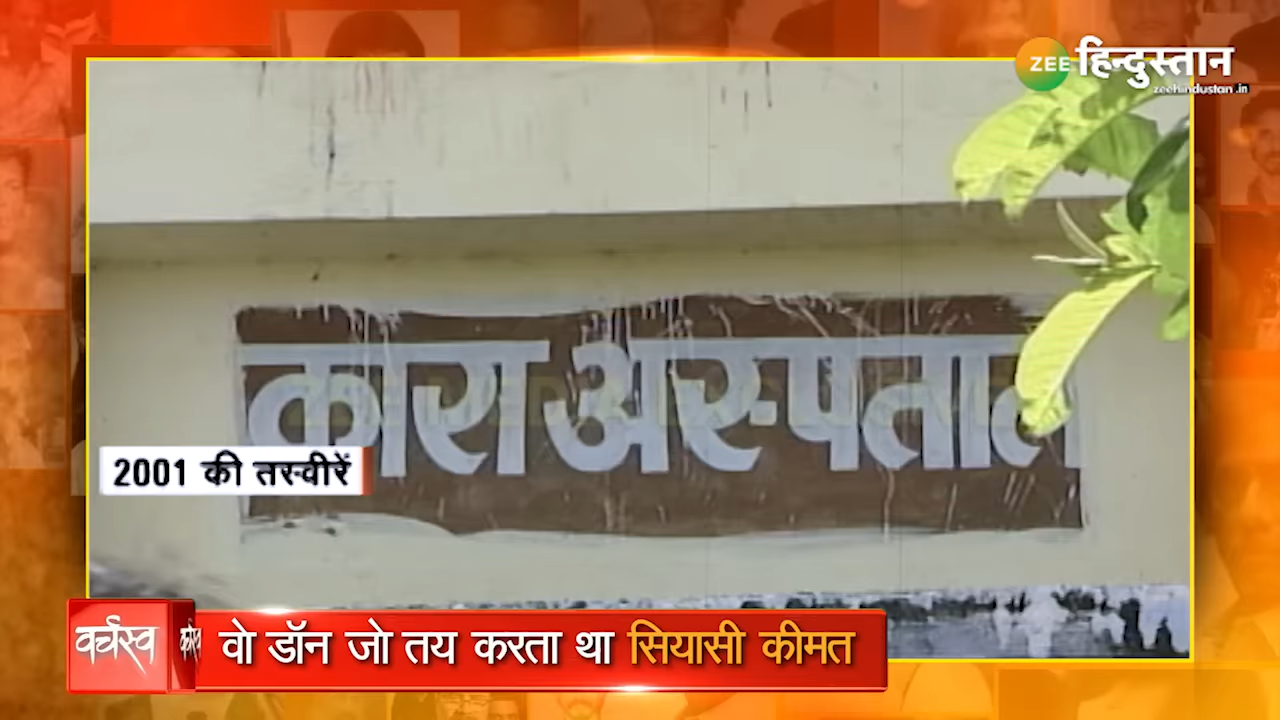 ZEE हिन्दुस्तान
zeehindustan.in
कारा अस्पताल
2001 की तस्वीरें
वर्चस्व
वो डॉन जो तय करता था सियासी कीमत